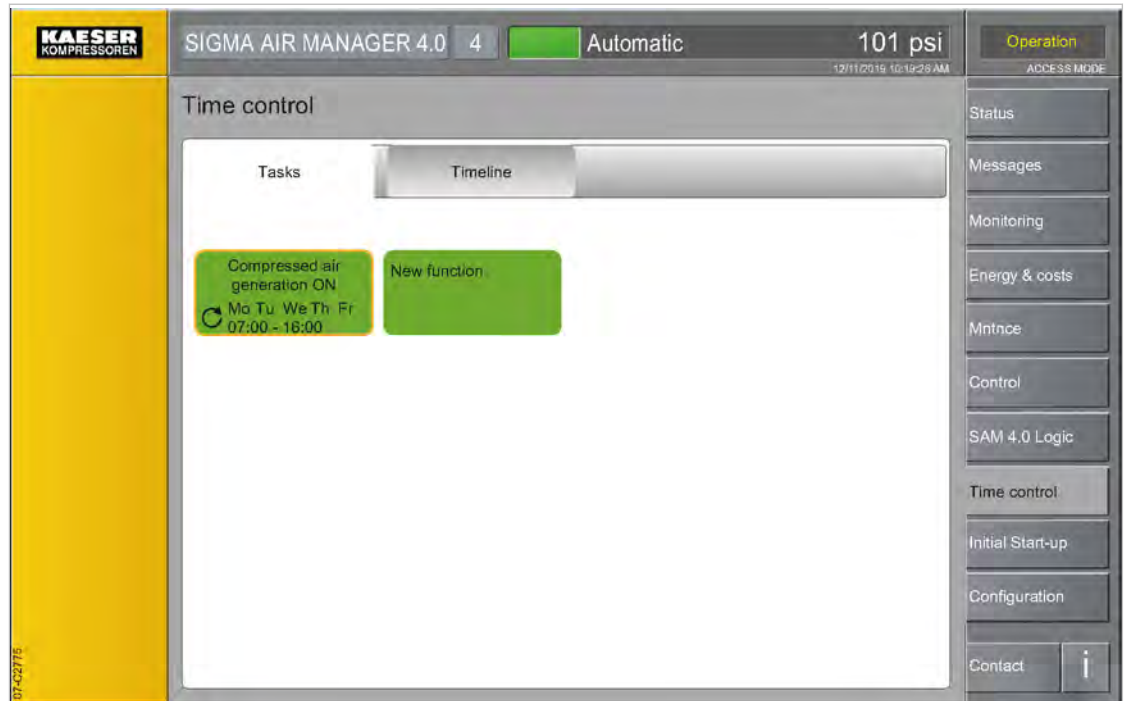 KAESER
KOMPRESSOREN
SIGMA AIR MANAGER 4.0 4 Automatic 101 psi
12/11/2019 10:19:26 AM
Operation
ACCESS MODE
Time control
Tasks
Timeline
Compressed air
generation ON
Mo Tu We Th Fr
07:00 - 16:00
New function
Status
Messages
Monitoring
Energy & costs
Mntnce
Control
SAM 4.0 Logic
Time control
Initial Start-up
Configuration
Contact i
07-C2775